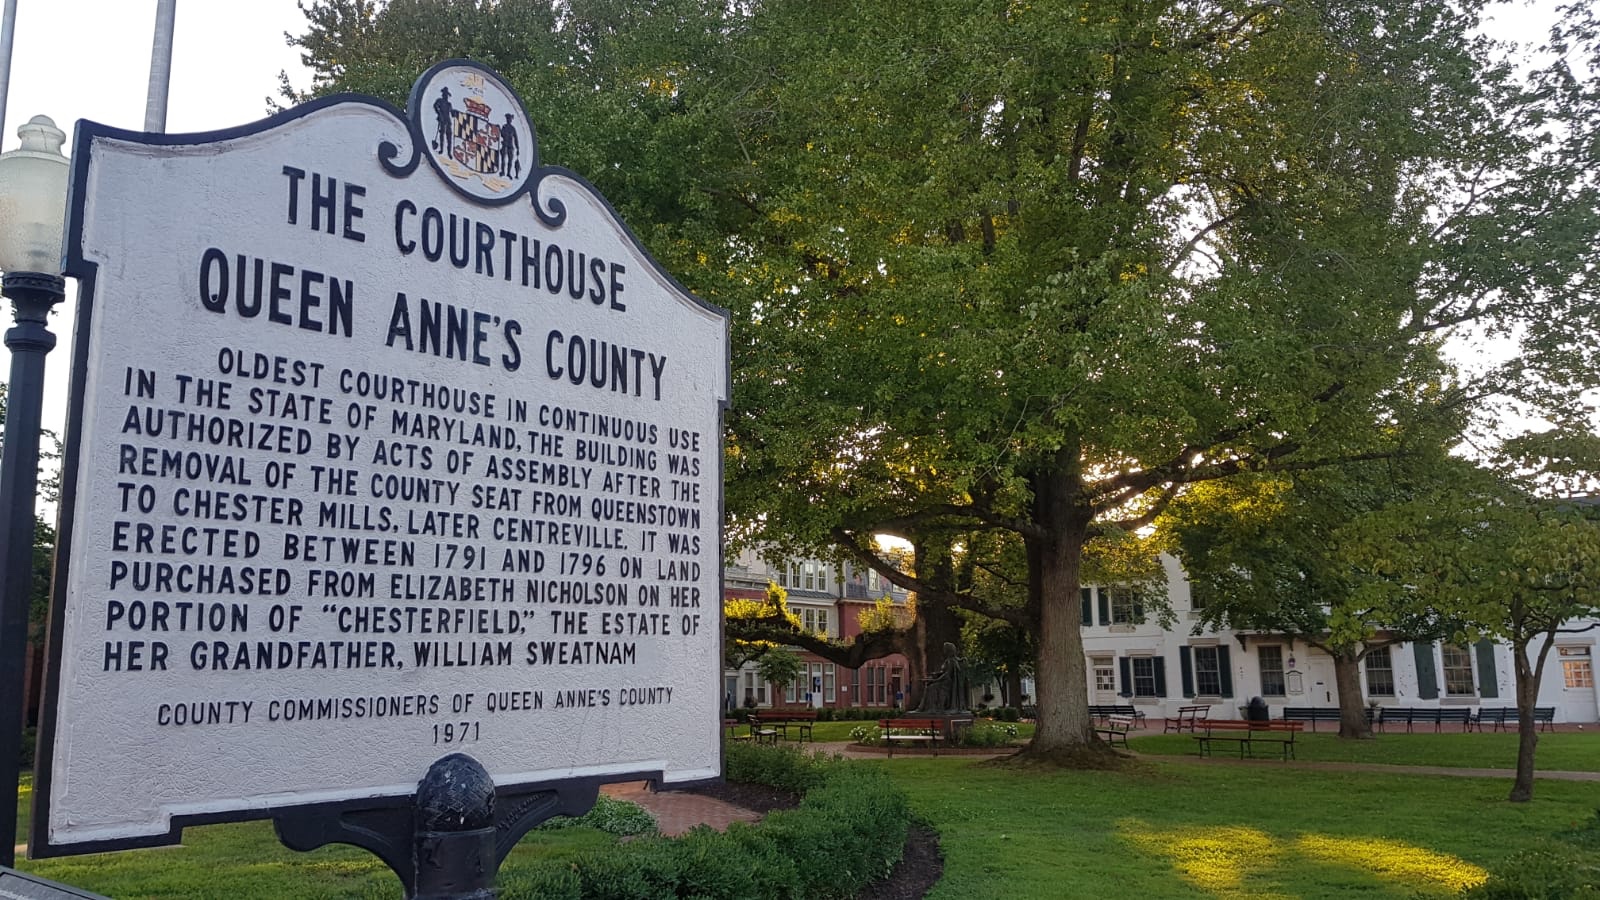 THE COURTHOUSE
QUEEN ANNE'S COUNTY
OLDEST COURTHOUSE IN CONTINUOUS USE
IN THE STATE OF MARYLAND, THE BUILDING WAS
AUTHORIZED BY ACTS OF ASSEMBLY AFTER THE
REMOVAL OF THE COUNTY SEAT FROM QUEENSTOWN
TO CHESTER MILLS, LATER CENTREVILLE. IT WAS
ERECTED BETWEEN 1791 AND 1796 ON LAND
PURCHASED FROM ELIZABETH NICHOLSON ON HER
PORTION OF "CHESTERFIELD," THE ESTATE OF
HER GRANDFATHER, WILLIAM SWEATNAM
COUNTY COMMISSIONERS OF QUEEN ANNE'S COUNTY
1971